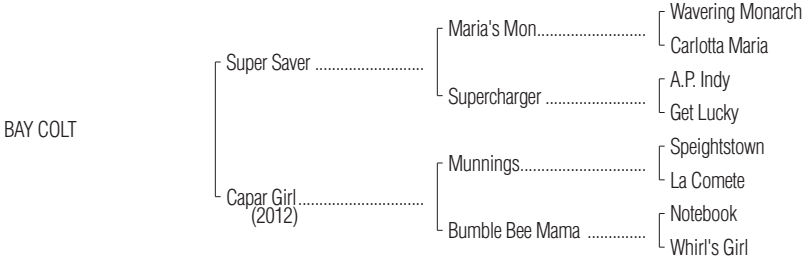 Wavering Monarch
Maria's Mon..........................
Carlotta Maria
Super Saver ..........................
A.P. Indy
Supercharger ........................
Get Lucky
BAY COLT
Speightstown
Munnings..............................
La Comete
Capar Girl..............................
(2012)
Notebook
Bumble Bee Mama ..............
Whirl's Girl